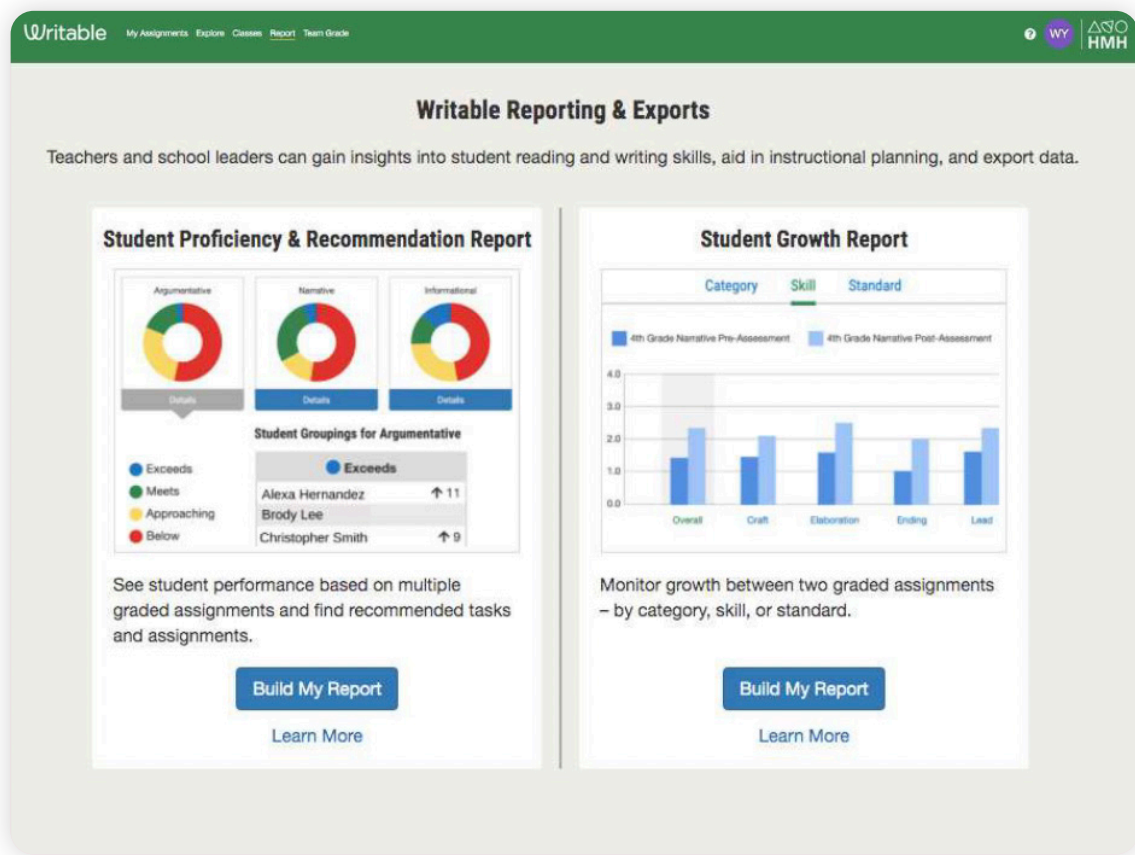 Writable My Assignments Explore Classes Report Team Grade ? WY HMH
Writable Reporting & Exports
Teachers and school leaders can gain insights into student reading and writing skills, aid in instructional planning, and export data.
Student Proficiency & Recommendation Report
Argumentative Narrative Informational
Details Details Details
Student Groupings for Argumentative
Exceeds
Meets
Approaching
Below
Exceeds
Alexa Hernandez ↑ 11
Brody Lee
Christopher Smith ↑ 9
See student performance based on multiple
graded assignments and find recommended tasks
and assignments.
Build My Report
Learn More
Student Growth Report
Category Skill Standard
4th Grade Narrative Pre-Assessment 4th Grade Narrative Post-Assessment
4.0
3.0
2.0
1.0
0.0
Overall Craft Elaboration Ending Lead
Monitor growth between two graded assignments
– by category, skill, or standard.
Build My Report
Learn More